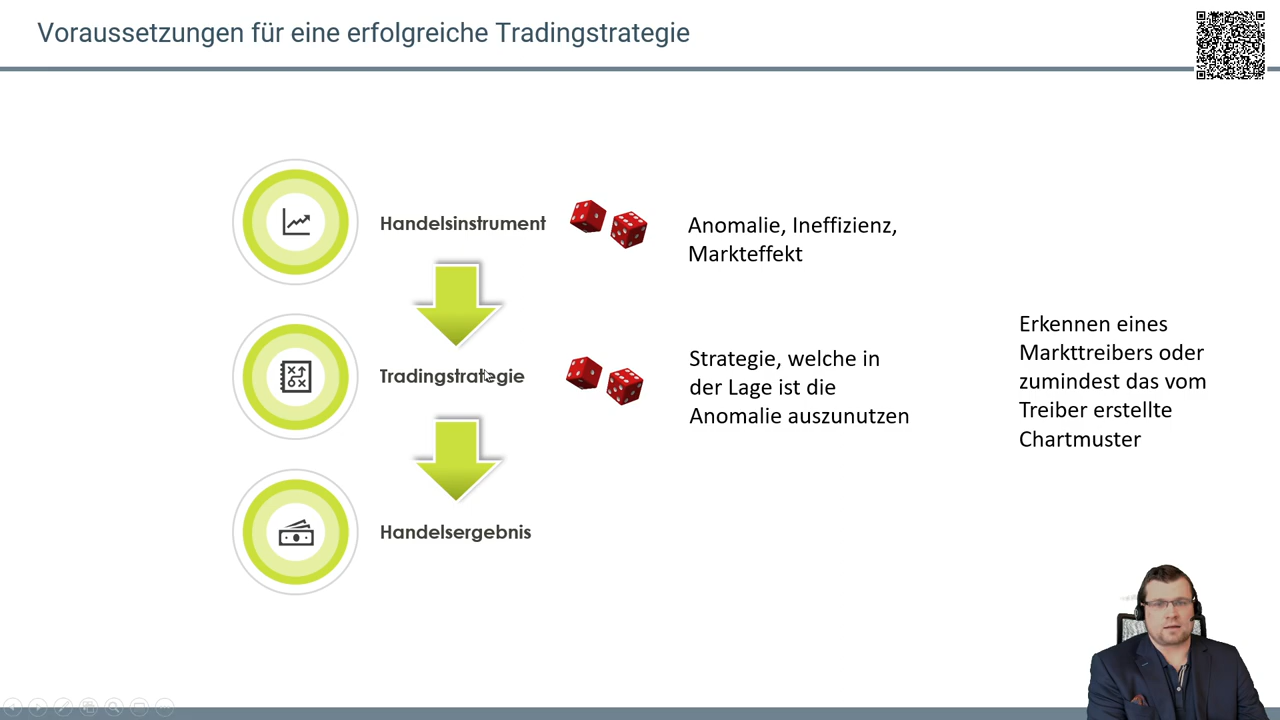 Voraussetzungen für eine erfolgreiche Tradingstrategie
Handelsinstrument
Anomalie, Ineffizienz,
Markteffekt
Tradingstrategie
Strategie, welche in
der Lage ist die
Anomalie auszunutzen
Erkennen eines
Markttreibers oder
zumindest das vom
Treiber erstellte
Chartmuster
Handelsergebnis